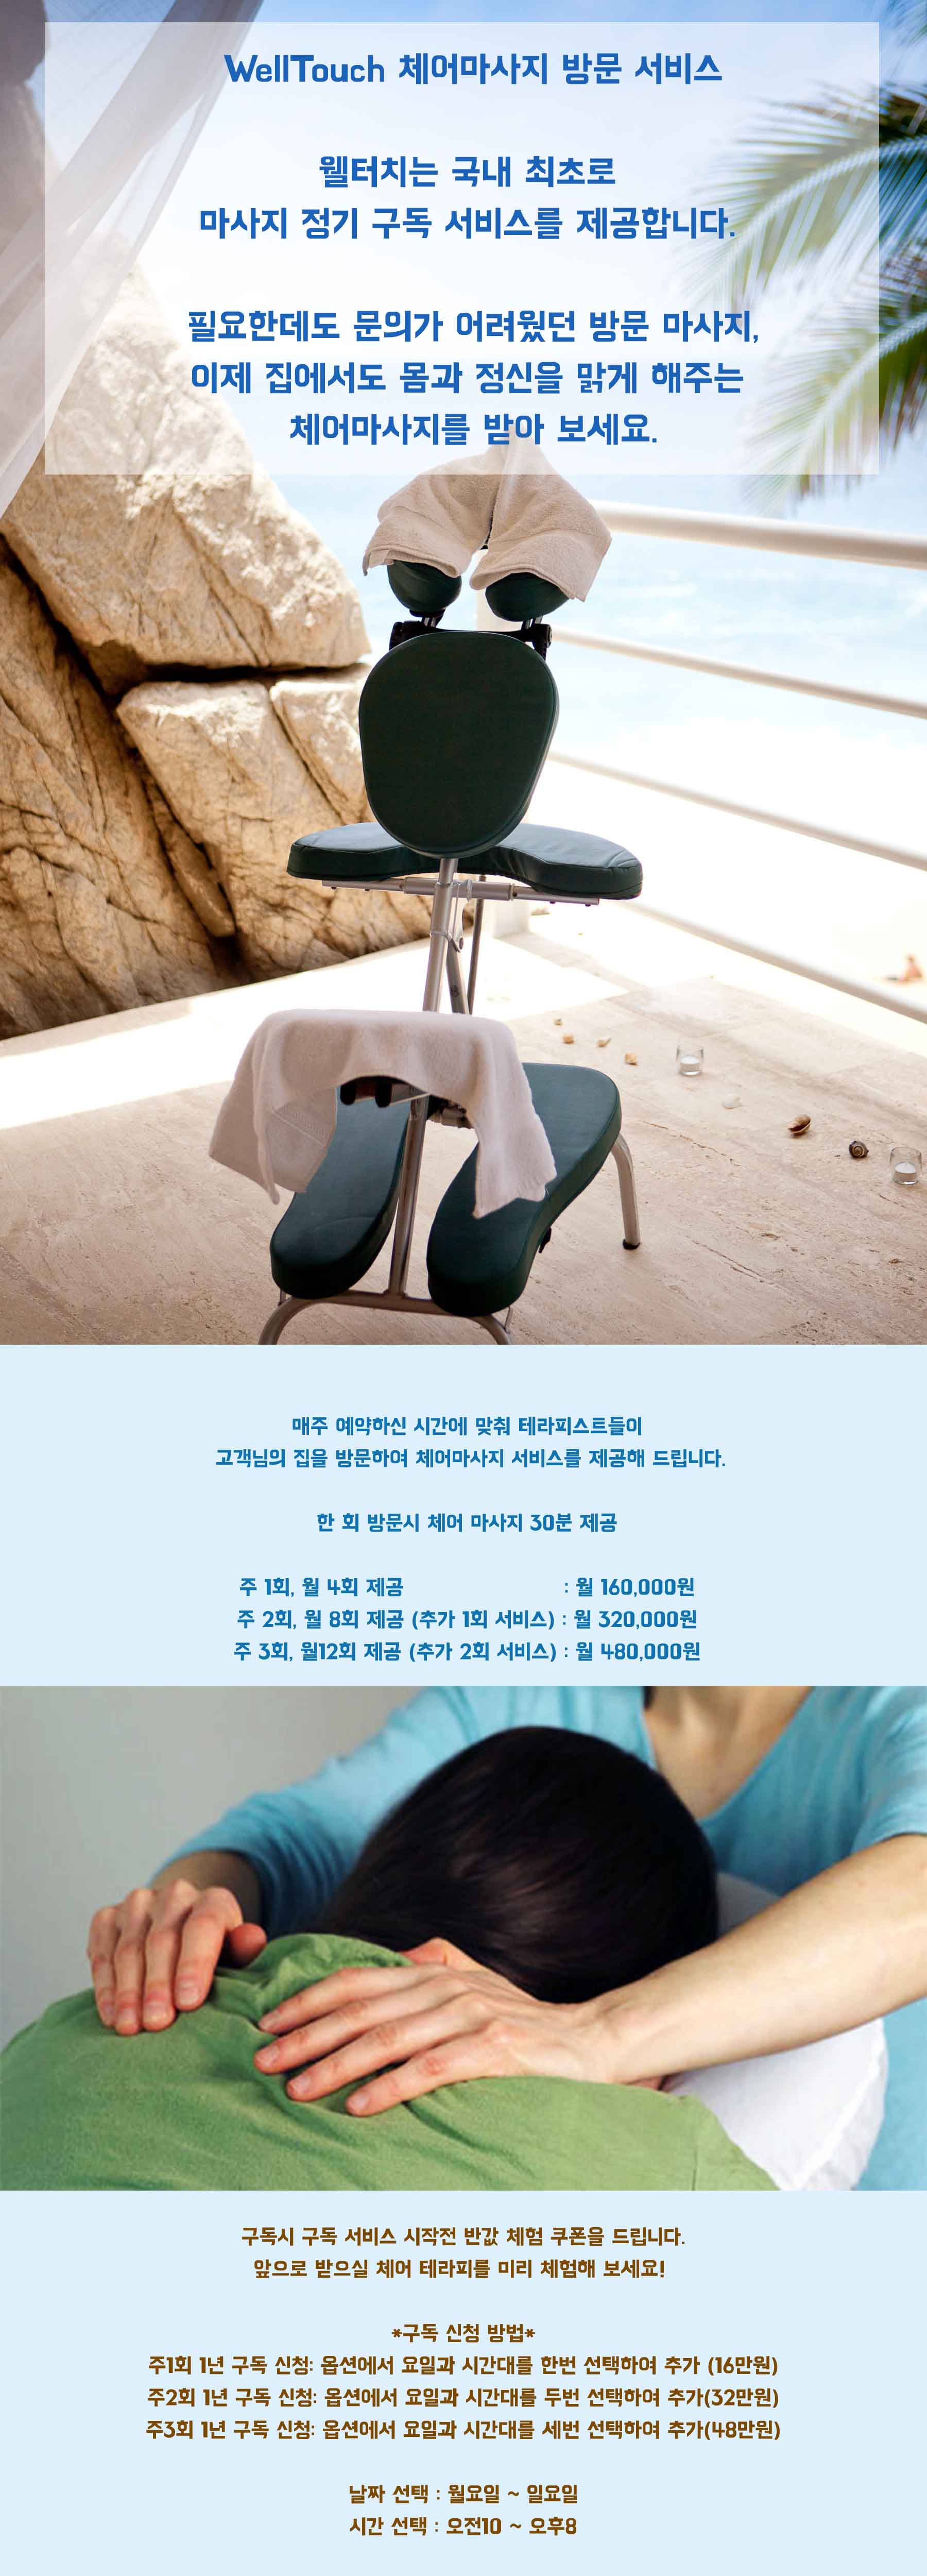 WellTouch 체어마사지 방문 서비스
웰터치는 국내 최초로
마사지 정기 구독 서비스를 제공합니다.
필요한데도 문의가 어려웠던 방문 마사지,
이제 집에서도 몸과 정신을 맑게 해주는
체어마사지를 받아 보세요.
매주 예약하신 시간에 맞춰 테라피스트들이
고객님의 집을 방문하여 체어마사지 서비스를 제공해 드립니다.
한 회 방문시 체어 마사지 30분 제공
주 1회, 월 4회 제공 : 월 160,000원
주 2회, 월 8회 제공 (추가 1회 서비스) : 월 320,000원
주 3회, 월12회 제공 (추가 2회 서비스) : 월 480,000원
구독시 구독 서비스 시작전 반값 체험 쿠폰을 드립니다.
앞으로 받으실 체어 테라피를 미리 체험해 보세요!
*구독 신청 방법*
주1회 1년 구독 신청: 옵션에서 요일과 시간대를 한번 선택하여 추가 (16만원)
주2회 1년 구독 신청: 옵션에서 요일과 시간대를 두번 선택하여 추가(32만원)
주3회 1년 구독 신청: 옵션에서 요일과 시간대를 세번 선택하여 추가(48만원)
날짜 선택 : 월요일 ~ 일요일
시간 선택 : 오전10 ~ 오후8